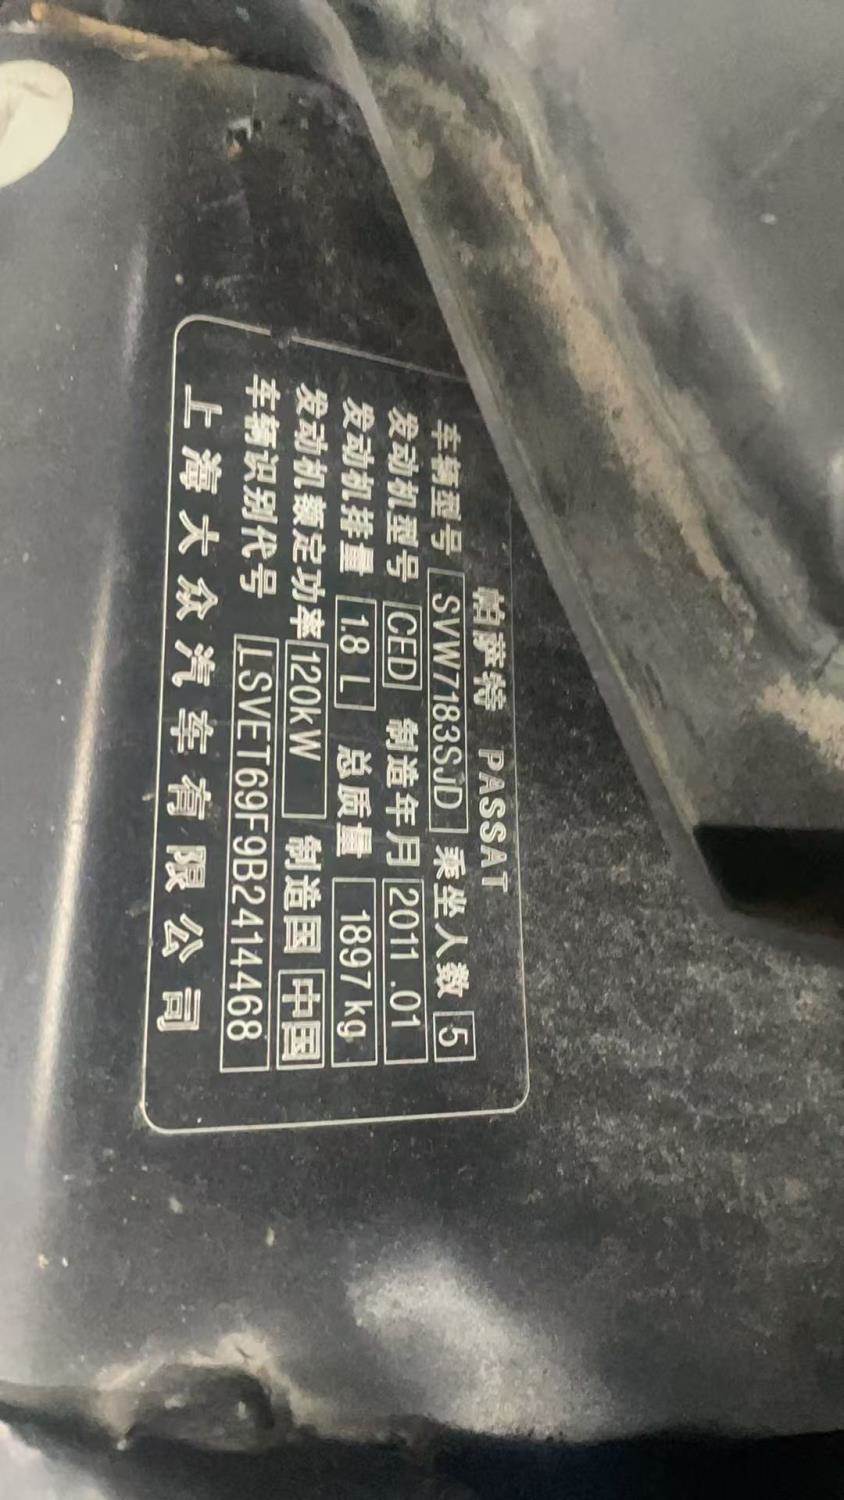 帕萨特 PASSAT
车辆型号 SVW7183SJD 乘坐人数 5
发动机型号 CED 制造年月 2011.01
发动机排量 1.8 L 总质量 1897kg
发动机额定功率 120kW 制造国 中国
车辆识别代号 LSVET69F9B2414468
上海大众汽车有限公司